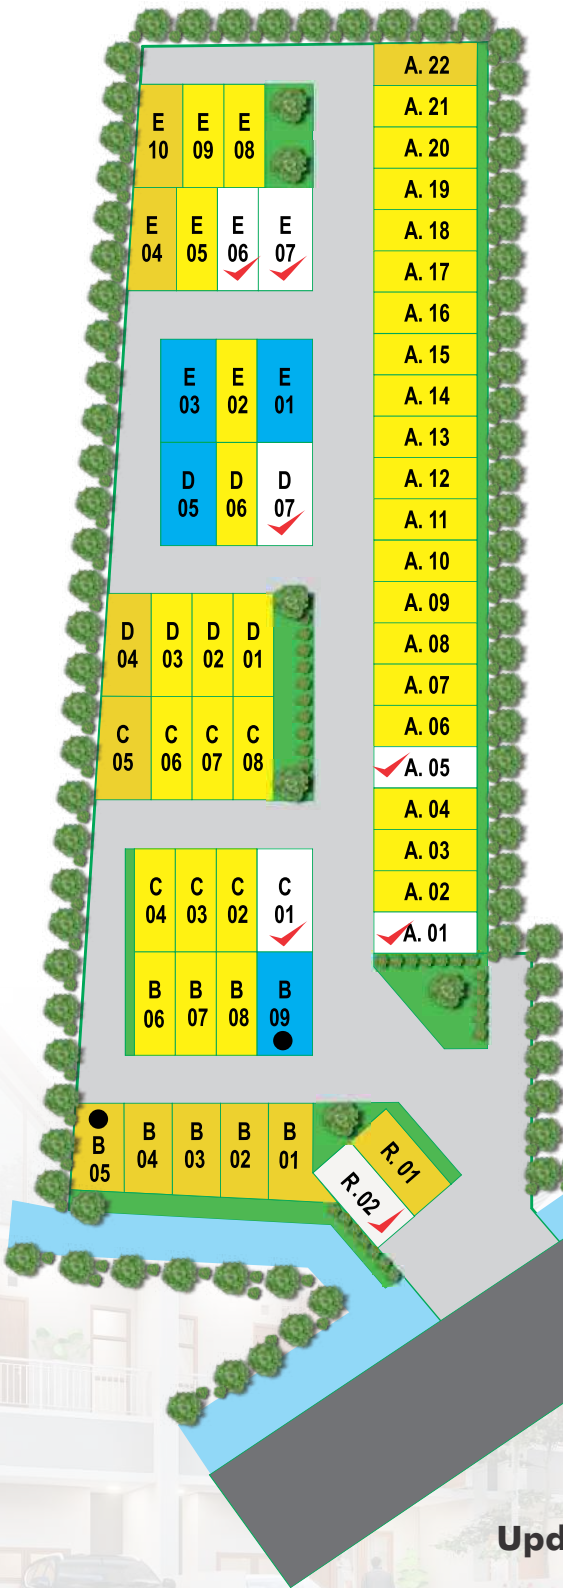 A. 22
A. 21
A. 20
A. 19
A. 18
A. 17
A. 16
A. 15
A. 14
A. 13
A. 12
A. 11
A. 10
A. 09
A. 08
A. 07
A. 06
A. 05
A. 04
A. 03
A. 02
A. 01
E E E
10 09 08
E E E E
04 05 06 07
E E E
03 02 01
D D D
05 06 07
D D D D
04 03 02 01
C C C C
05 06 07 08
C C C C
04 03 02 01
B B B B
06 07 08 09
B B B B B
05 04 03 02 01
R. 01
R. 02
Upd